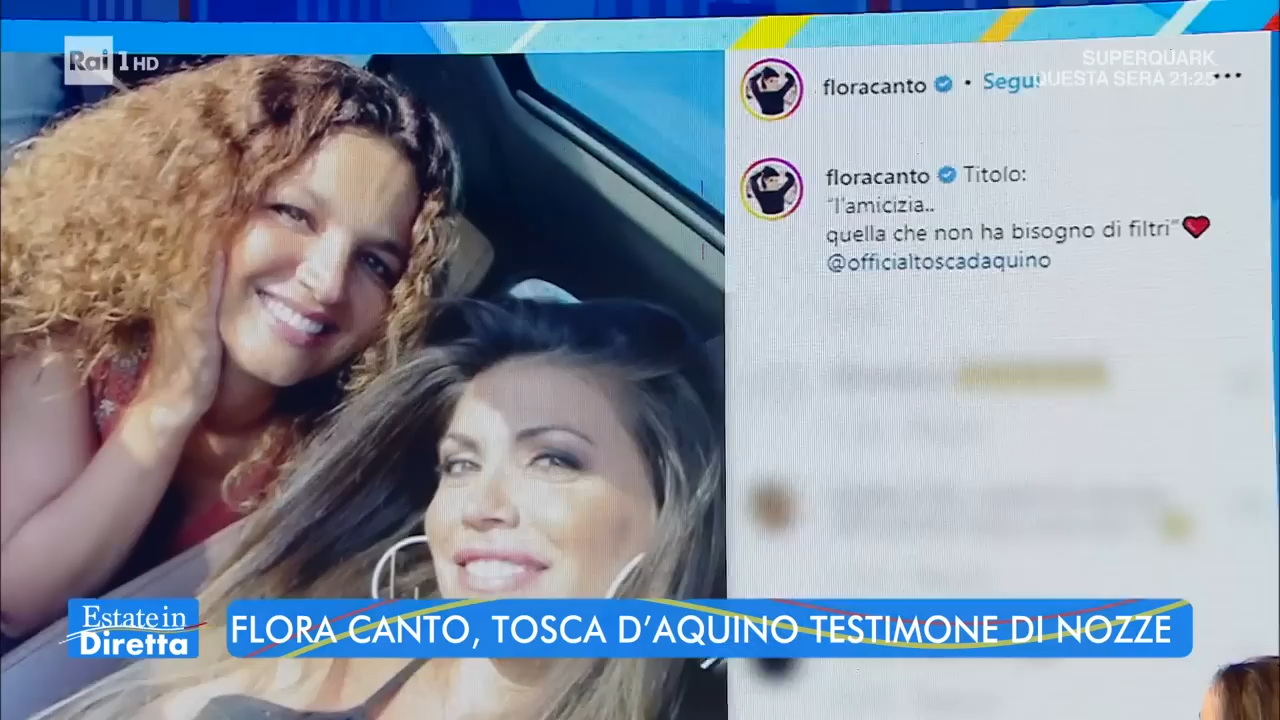 Rai 1 HD
SUPERQUARK
QUESTA SERA 21:25
floracanto • Segui
floracanto Titolo:
"l'amicizia..
quella che non ha bisogno di filtri"❤️
@officialtoscadaquino
Estate in
Diretta
FLORA CANTO, TOSCA D'AQUINO TESTIMONE DI NOZZE